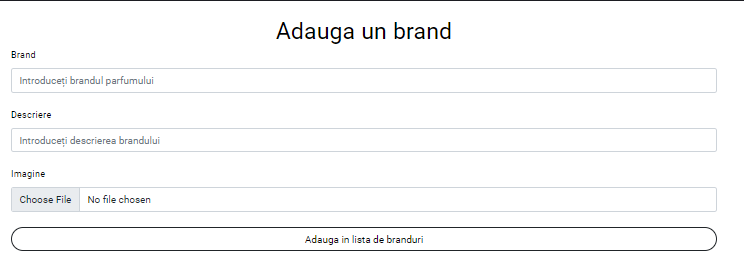 Adauga un brand
Brand
Introduceți brandul parfumului
Descriere
Introduceți descrierea brandului
Imagine
Choose File No file chosen
Adauga in lista de branduri